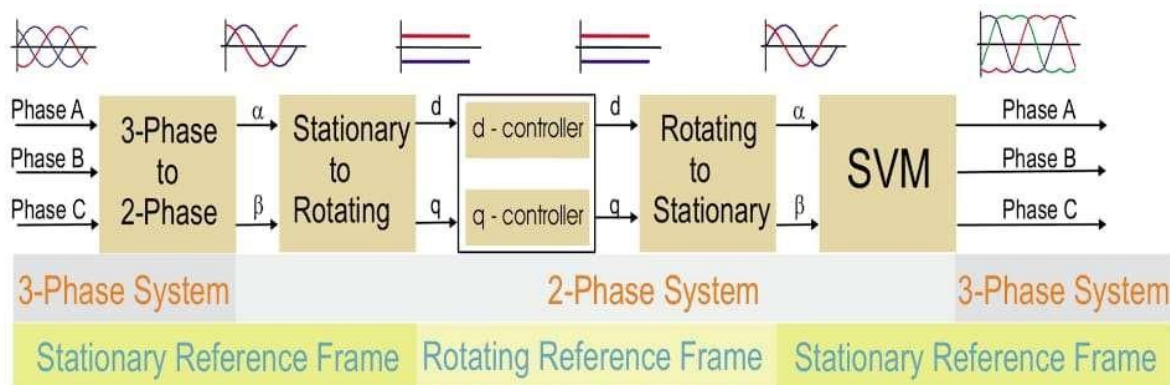 Phase A
Phase B
Phase C
3-Phase
to
2-Phase
α
β
Stationary
to
Rotating
d
q
d - controller
q - controller
d
q
Rotating
to
Stationary
α
β
SVM
Phase A
Phase B
Phase C
3-Phase System
2-Phase System
3-Phase System
Stationary Reference Frame
Rotating Reference Frame
Stationary Reference Frame